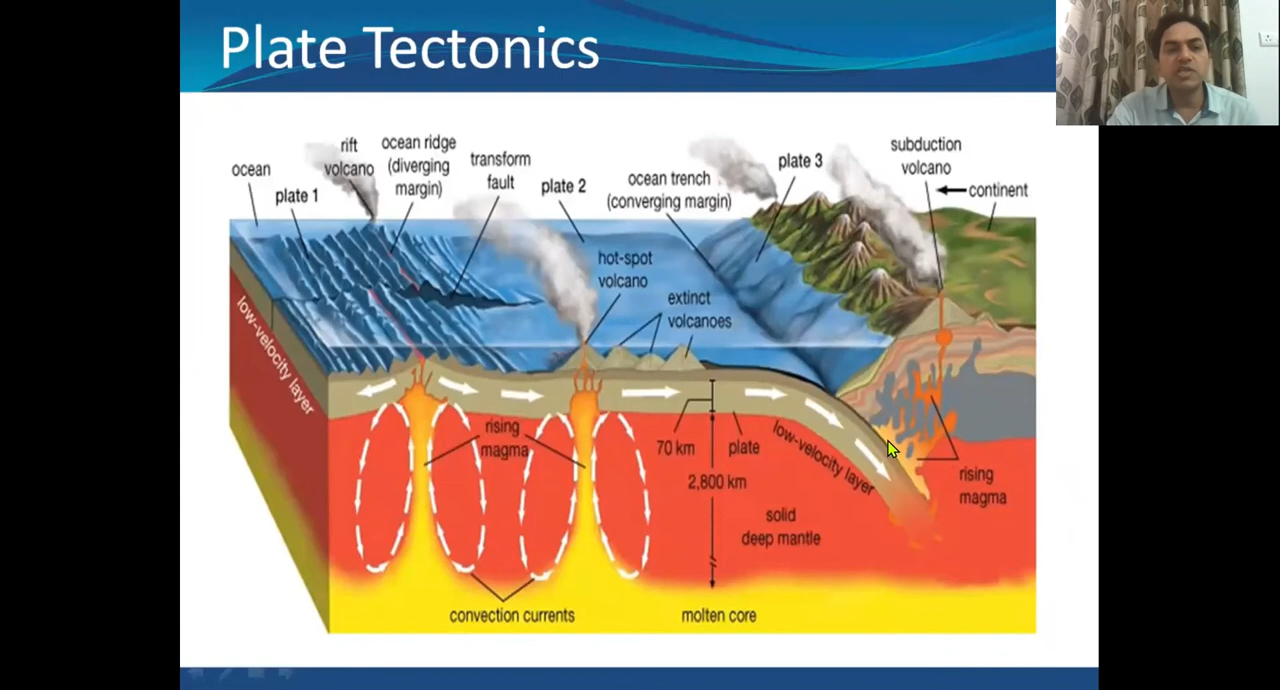 Plate Tectonics
ocean
plate 1
rift
volcano
ocean ridge
(diverging
margin)
transform
fault
plate 2
ocean trench
(converging margin)
plate 3
subduction
volcano
continent
hot-spot
volcano
extinct
volcanoes
low-velocity layer
rising
magma
70 km
plate
low-velocity layer
2,800 km
solid
deep mantle
rising
magma
convection currents
molten core